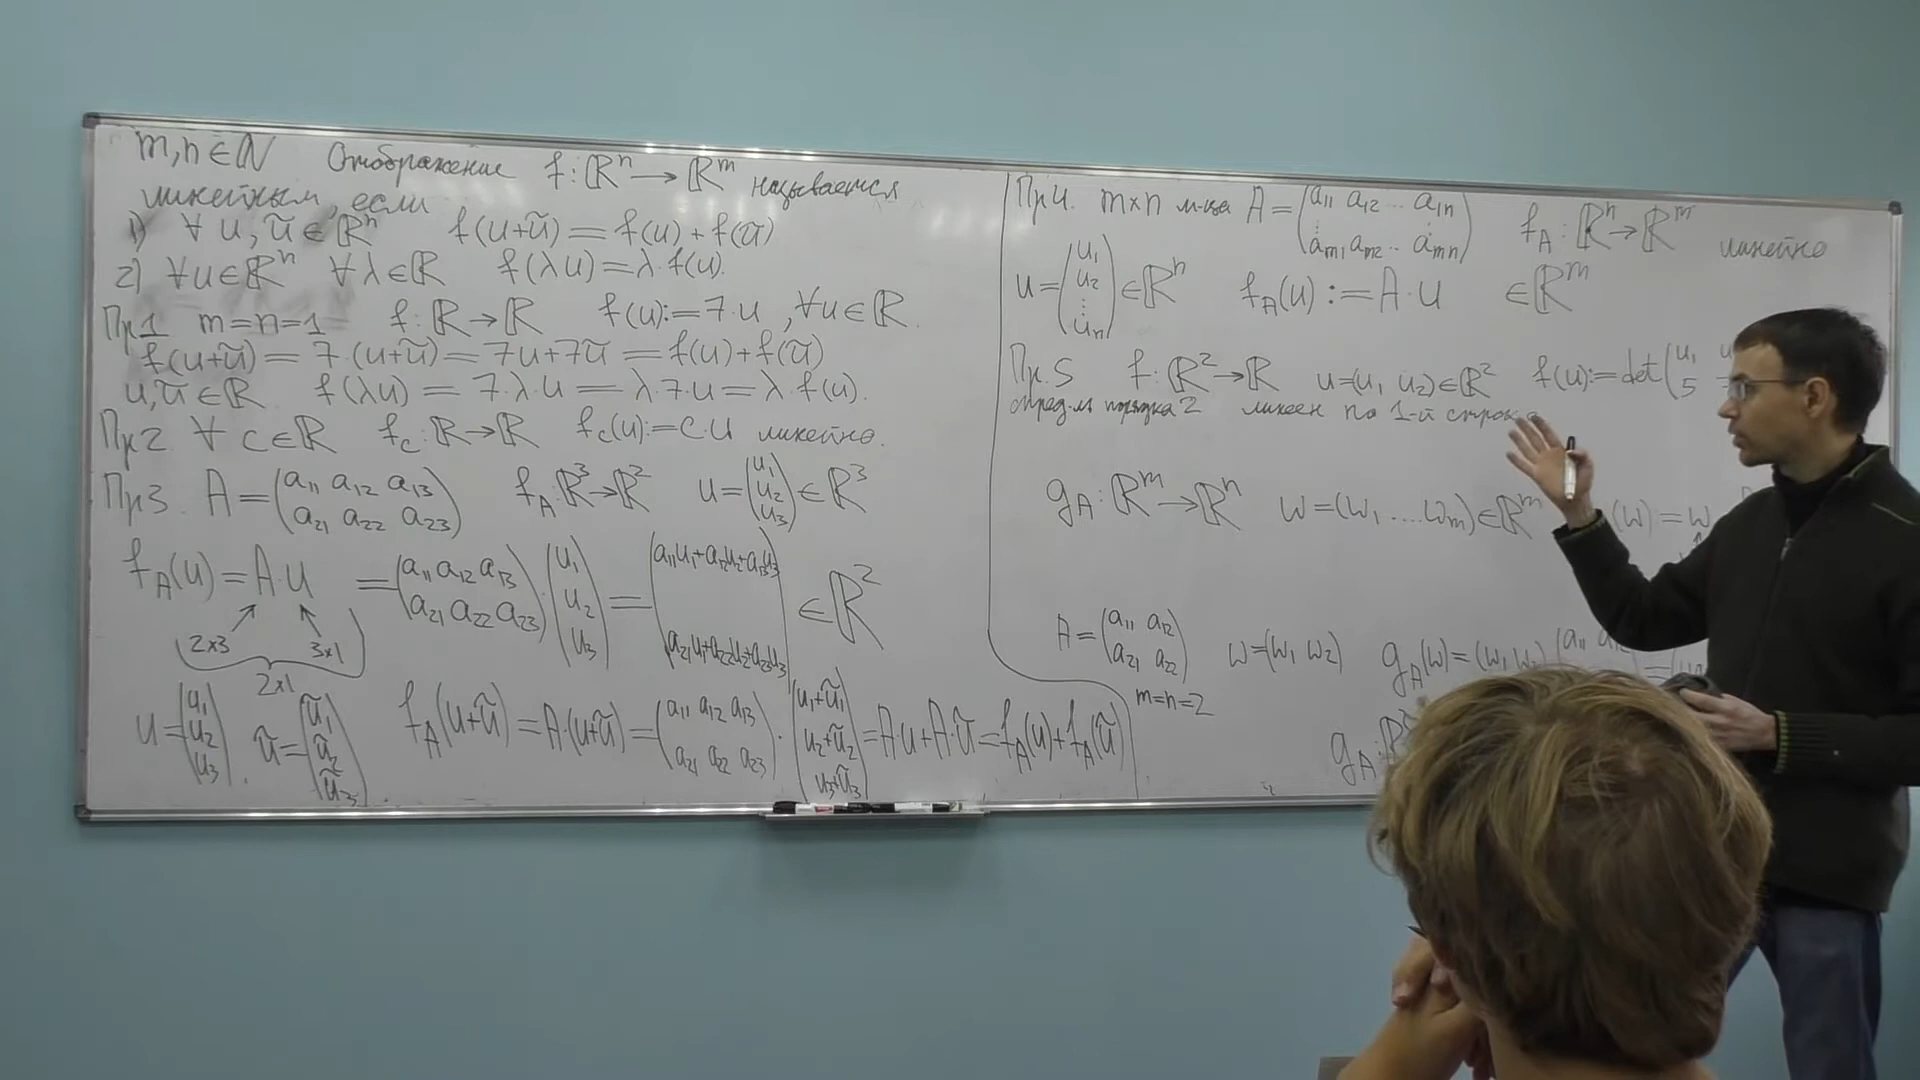 m,n∈ℕ Отображение f:ℝⁿ→ℝᵐ называется
линейным, если
1) ∀ u,ũ∈ℝⁿ f(u+ũ)=f(u)+f(ũ)
2) ∀u∈ℝⁿ ∀λ∈ℝ f(λu)=λ·f(u).
Пр1 m=n=1 f:ℝ→ℝ f(u):=7·u ,∀u∈ℝ.
f(u+ũ)=7·(u+ũ)=7u+7ũ=f(u)+f(ũ)
u,ũ∈ℝ f(λu)=7·λ·u=λ·7·u=λ·f(u).
Пр2 ∀ c∈ℝ f_c:ℝ→ℝ f_c(u):=c·u линейно.
Пр3. A=(a₁₁ a₁₂ a₁₃ f_A:ℝ³→ℝ² u=(u₁ u₂ u₃)∈ℝ³
a₂₁ a₂₂ a₂₃)
f_A(u)=A·u =(a₁₁ a₁₂ a₁₃ · (u₁ u₂ u₃) = (a₁₁u₁+a₁₂u₂+a₁₃u₃ ∈ℝ²
a₂₁ a₂₂ a₂₃) a₂₁u₁+a₂₂u₂+a₂₃u₃)
2×3 3×1
2×1
u=(u₁ u₂ u₃). ũ=(ũ₁ ũ₂ ũ₃) f_A(u+ũ)=A·(u+ũ)=(a₁₁ a₁₂ a₁₃ · (u₁+ũ₁ u₂+ũ₂ u₃+ũ₃)=A·u+A·ũ=f_A(u)+f_A(ũ)
a₂₁ a₂₂ a₂₃)
Пр4. m×n м-ца A=(a₁₁ a₁₂... a₁ₙ f_A:ℝⁿ→ℝᵐ линейно
⋮ ⋮
aₘ₁ aₘ₂... aₘₙ)
u=(u₁ u₂ ⋮ uₙ)∈ℝⁿ f_A(u):=A·u ∈ℝᵐ
Пр.5 f:ℝ²→ℝ u=(u₁ u₂)∈ℝ² f(u):=det(u₁
5
опред-ль порядка 2 линеен по 1-й
g_A:ℝᵐ→ℝⁿ w=(w₁ .... wₘ)∈ℝᵐ (w)=w
A=(a₁₁ a₁₂ w=(w₁ w₂) g_A(w)=(w₁ w₂)(a₁₁
a₂₁ a₂₂)
m=n=2
g_A: